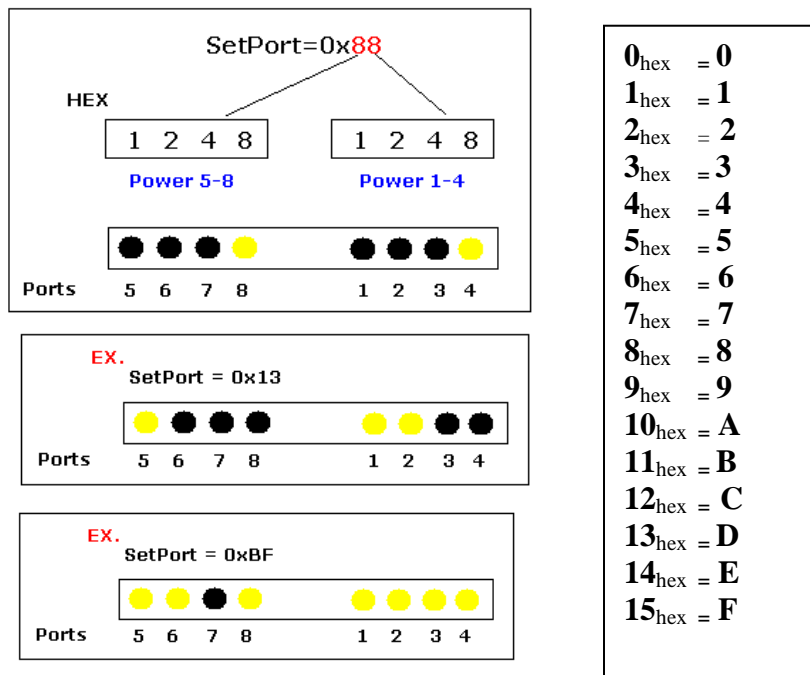 SetPort=0x88
HEX
1 2 4 8 1 2 4 8
Power 5-8 Power 1-4
Ports 5 6 7 8 1 2 3 4
EX.
SetPort = 0x13
Ports 5 6 7 8 1 2 3 4
EX.
SetPort = 0xBF
Ports 5 6 7 8 1 2 3 4
0hex = 0
1hex = 1
2hex = 2
3hex = 3
4hex = 4
5hex = 5
6hex = 6
7hex = 7
8hex = 8
9hex = 9
10hex = A
11hex = B
12hex = C
13hex = D
14hex = E
15hex = F